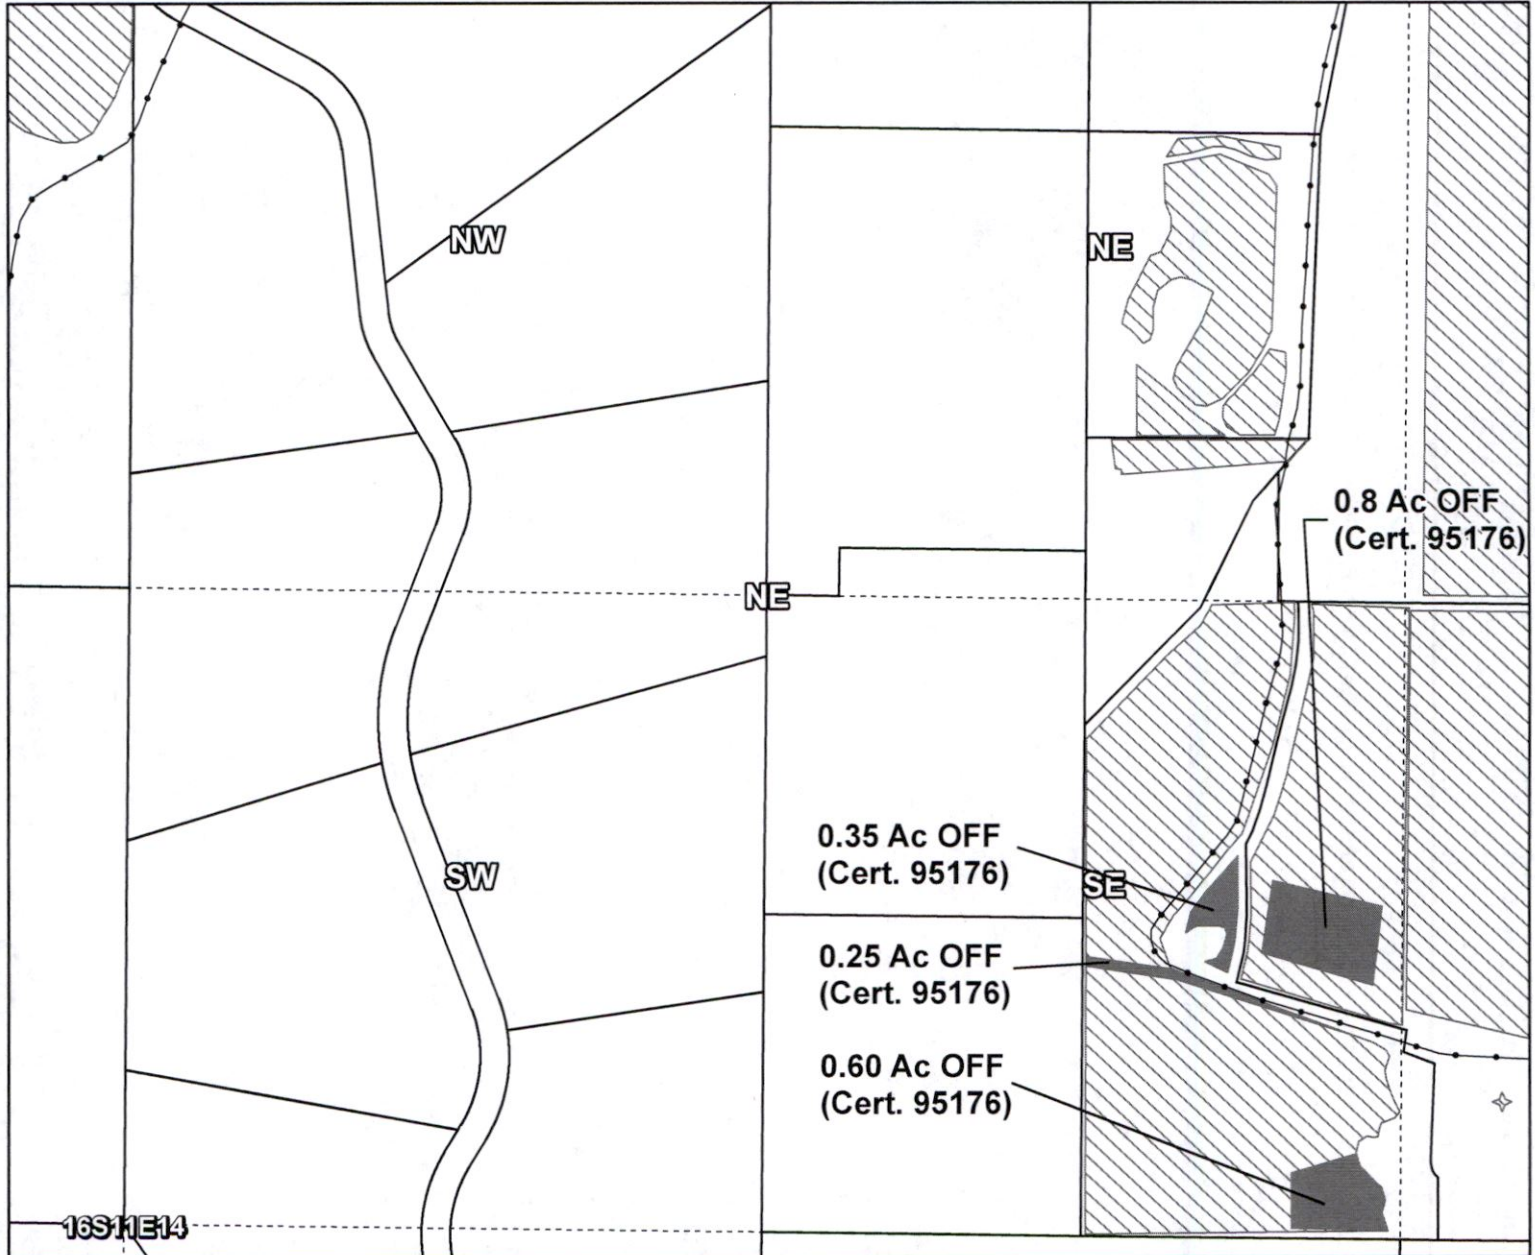 NW
NE
0.8 Ac OFF
(Cert. 95176)
NE
0.35 Ac OFF
(Cert. 95176)
SW
SE
0.25 Ac OFF
(Cert. 95176)
0.60 Ac OFF
(Cert. 95176)
16S11E14